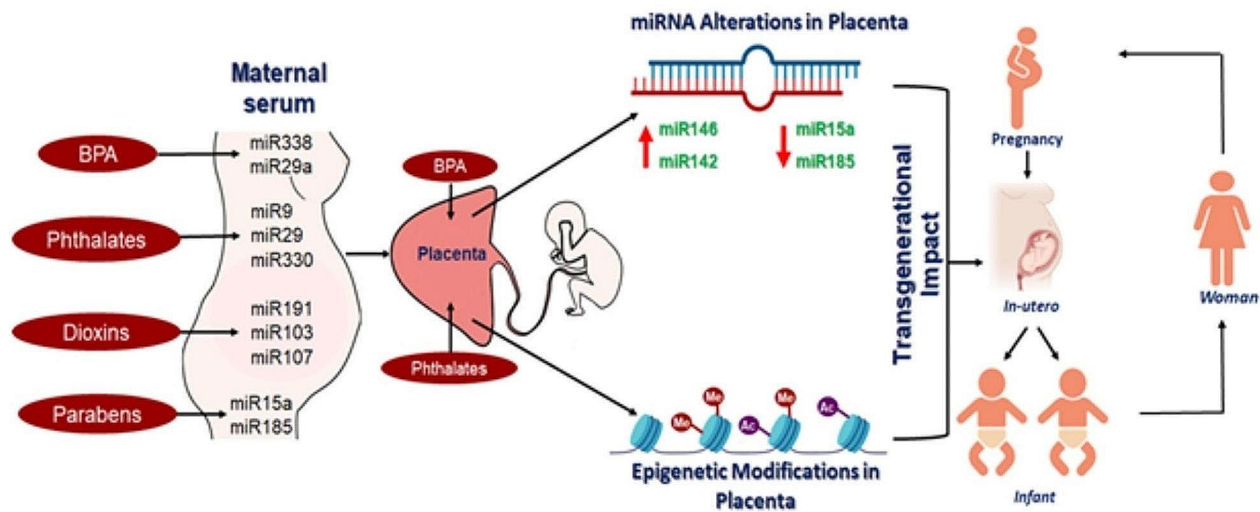 Maternal
serum
BPA
miR338
miR29a
Phthalates
miR9
miR29
miR330
Dioxins
miR191
miR103
miR107
Parabens
miR15a
miR185
BPA
Placenta
Phthalates
miRNA Alterations in Placenta
miR146
miR142
miR15a
miR185
Me
Me
Ac
Me
Ac
Epigenetic Modifications in
Placenta
Transgenerational
Impact
Pregnancy
In-utero
Infant
Woman